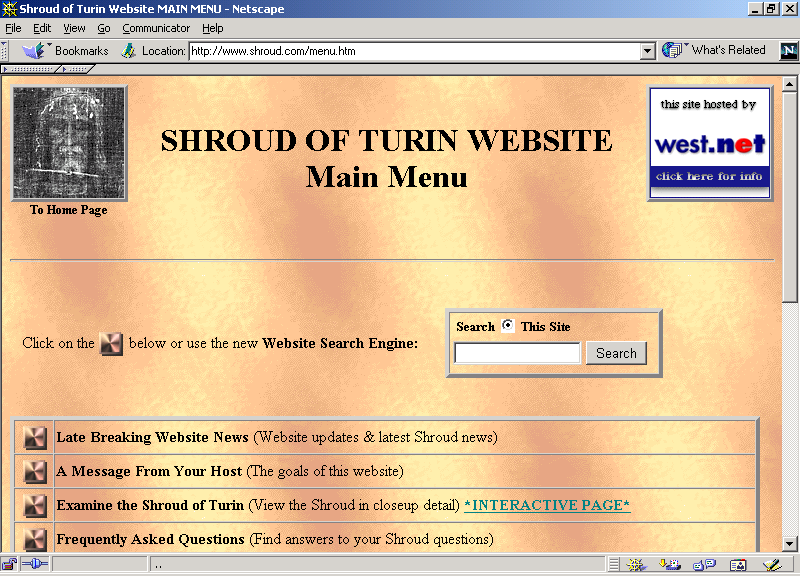 Shroud of Turin Website MAIN MENU - Netscape
File Edit View Go Communicator Help
Bookmarks Location: http://www.shroud.com/menu.htm What's Related N
this site hosted by
SHROUD OF TURIN WEBSITE
west.net
Main Menu
click here for info
To Home Page
Search This Site
Click on the below or use the new Website Search Engine:
Search
Late Breaking Website News (Website updates & latest Shroud news)
A Message From Your Host (The goals of this website)
Examine the Shroud of Turin (View the Shroud in closeup detail) *INTERACTIVE PAGE*
Frequently Asked Questions (Find answers to your Shroud questions)
..